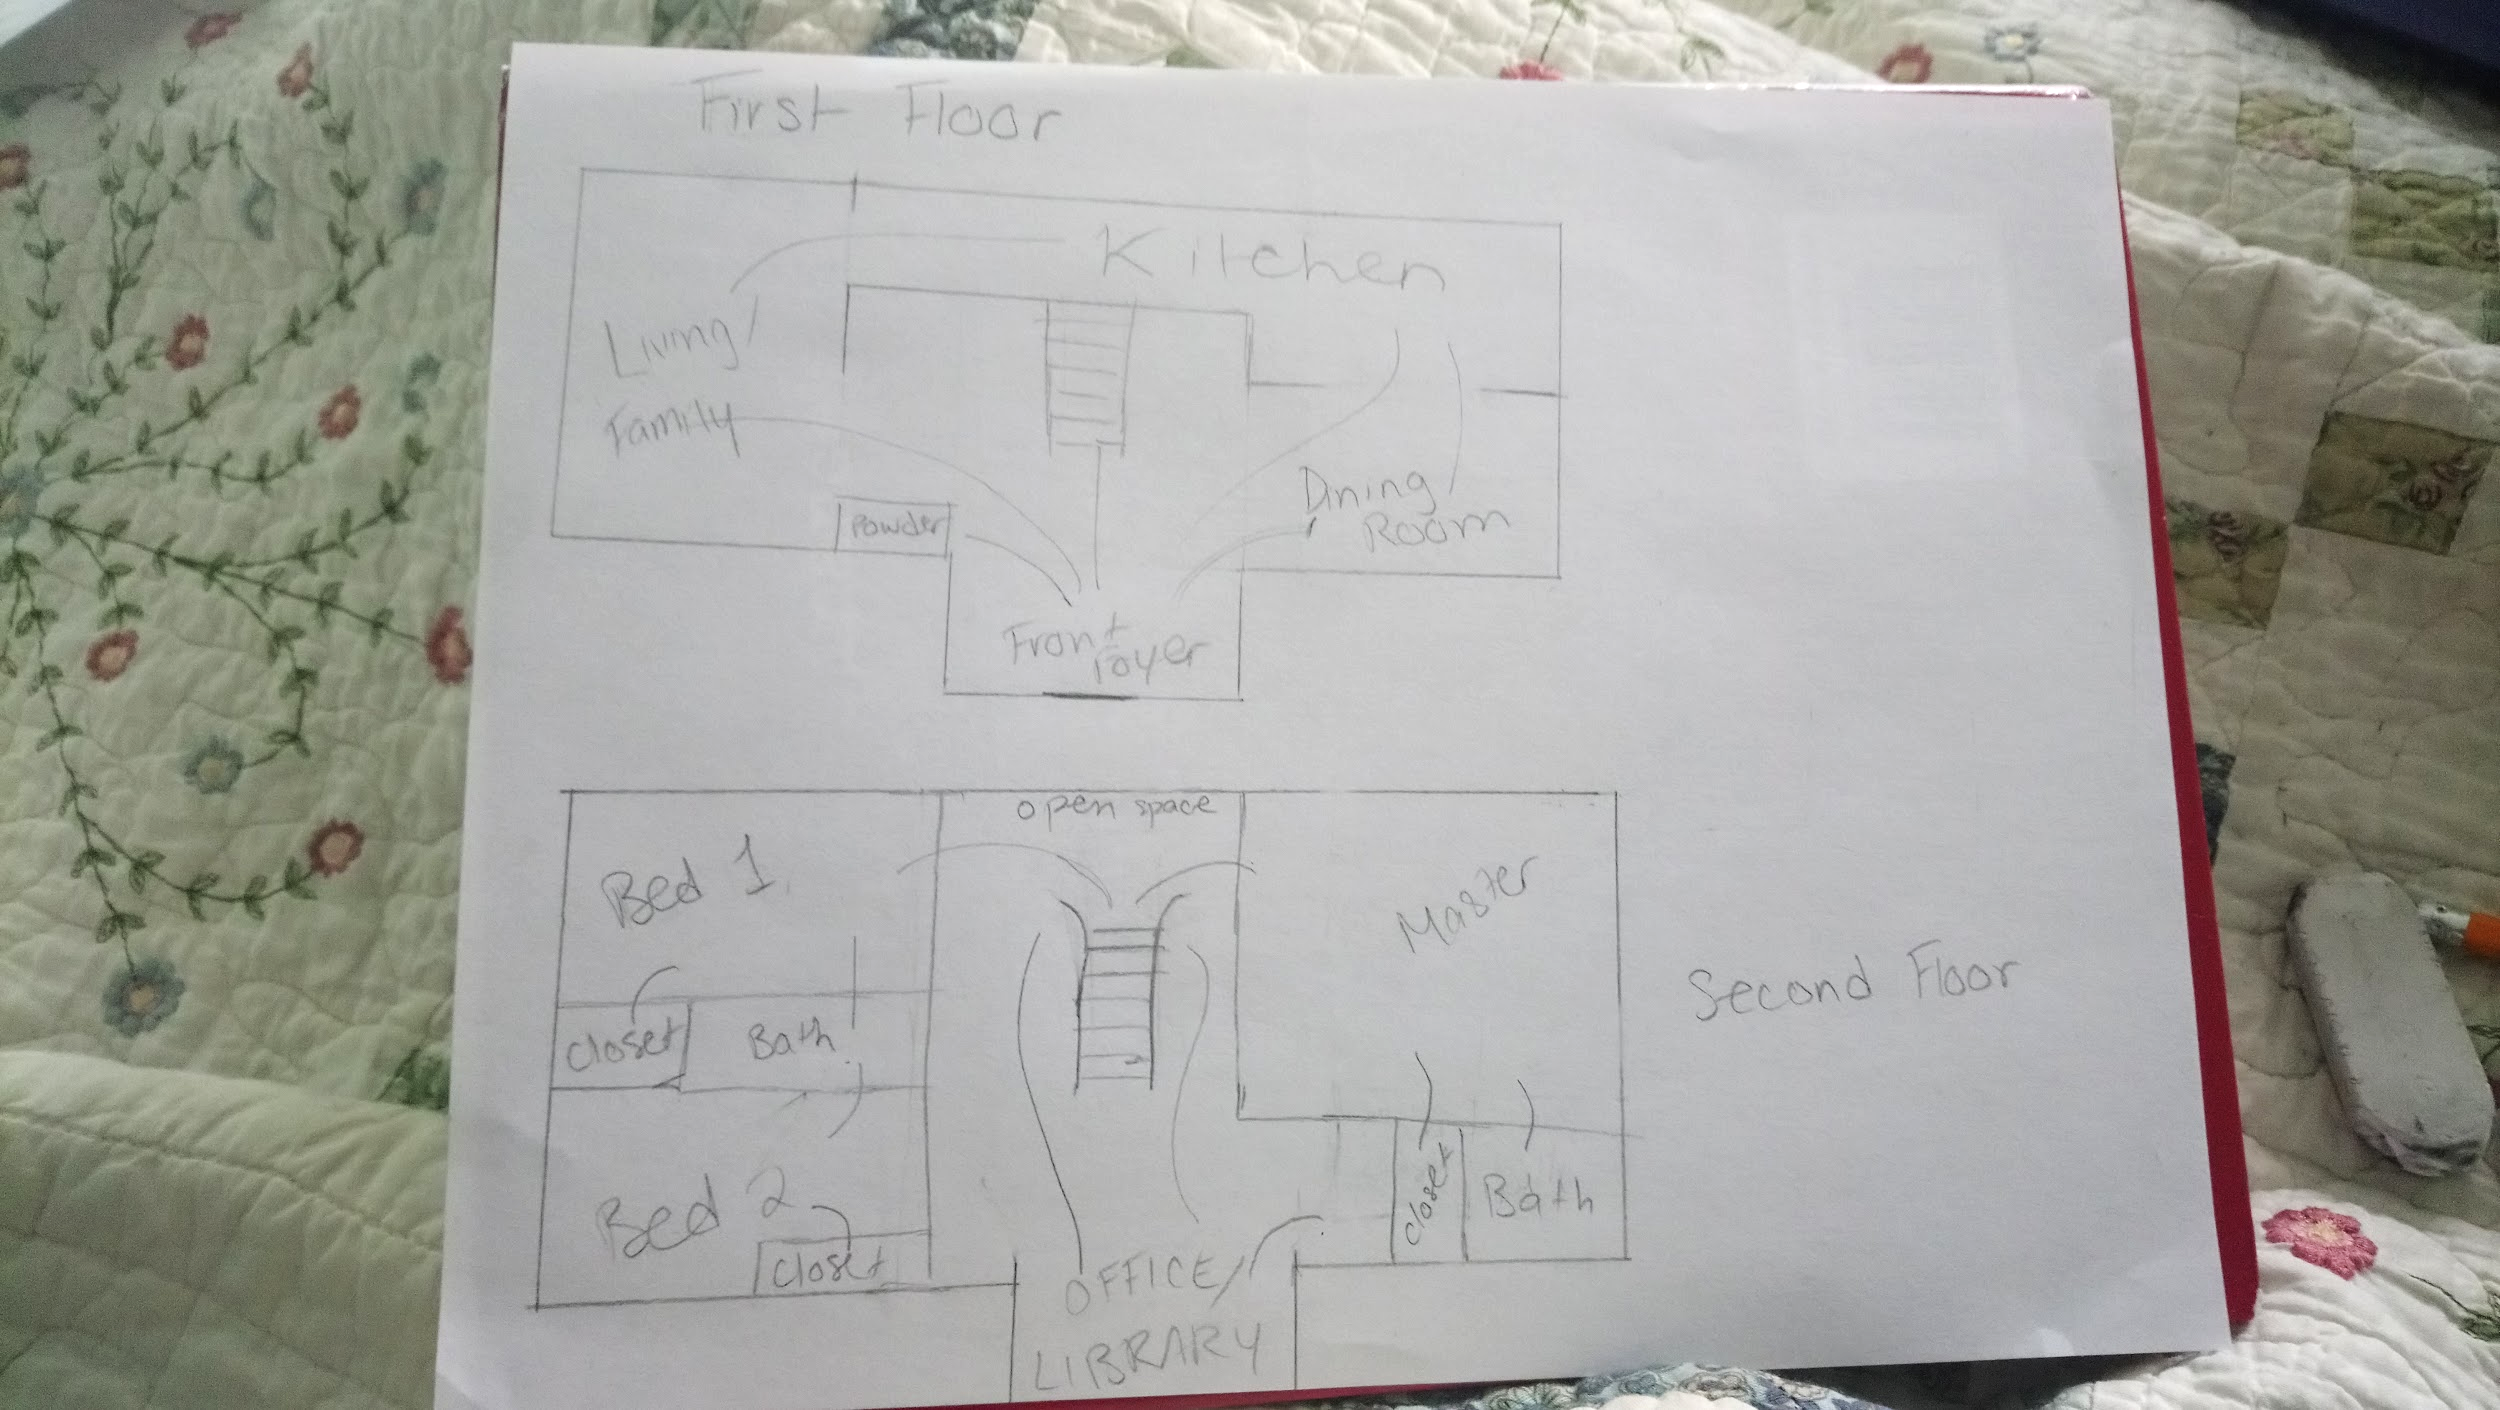 First Floor
Kitchen
Living/
Family
Dining
Room
Powder
Front
Foyer
open space
Bed 1
Master
Second Floor
closet
Bath
closet
Bath
Bed 2
closet
OFFICE/
LIBRARY